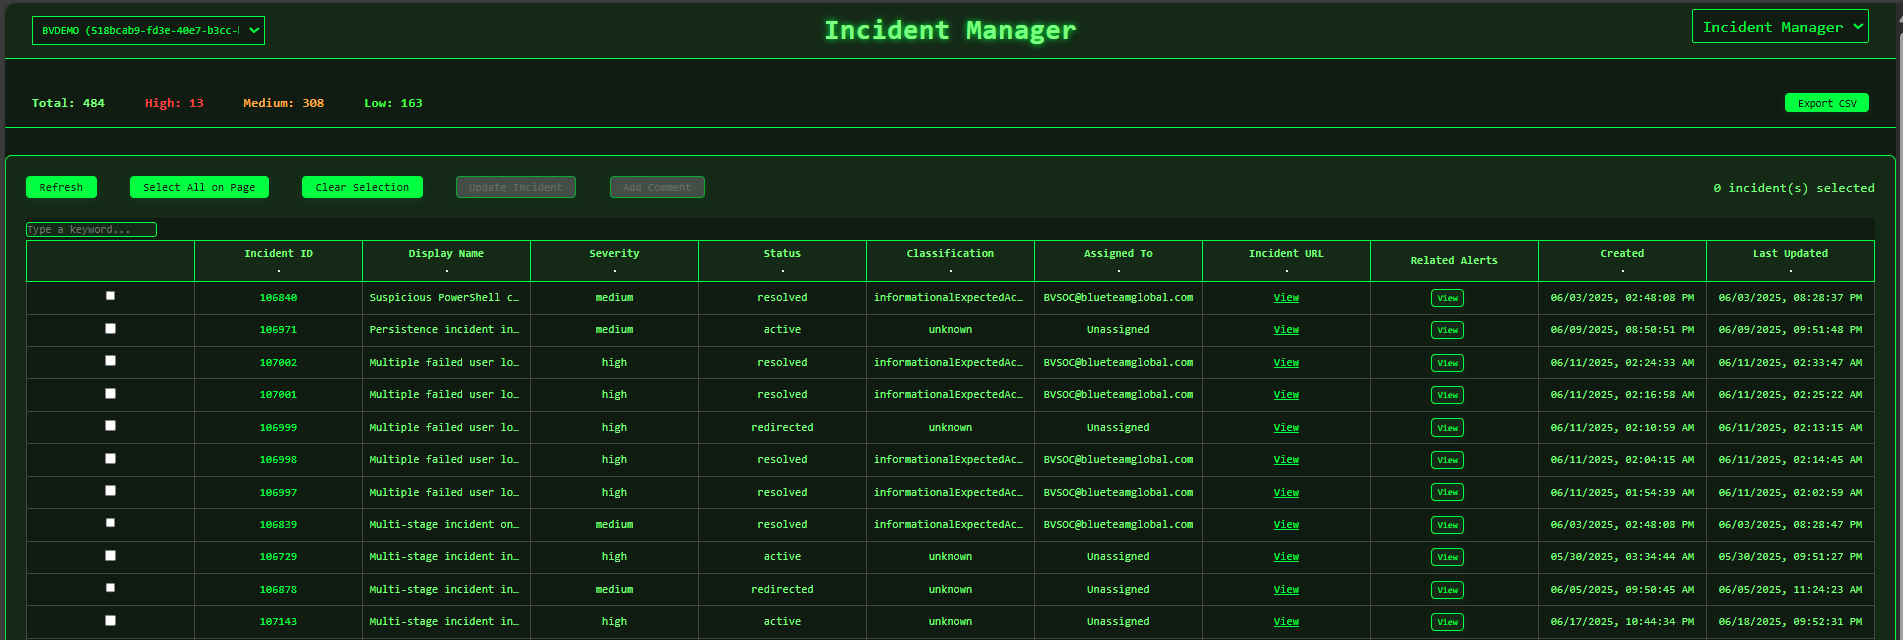 BVDEMO (518bcab9-fd3e-40e7-b3cc-
Incident Manager
Incident Manager
Total: 484 High: 13 Medium: 308 Low: 163
Export CSV
Refresh Select All on Page Clear Selection Update Incident Add Comment
0 incident(s) selected
Type a keyword...
Incident ID Display Name Severity Status Classification Assigned To Incident URL Related Alerts Created Last Updated
106840 Suspicious PowerShell c… medium resolved informationalExpectedAc… BVSOC@blueteamglobal.com View View 06/03/2025, 02:48:08 PM 06/03/2025, 08:28:37 PM
106971 Persistence incident in… medium active unknown Unassigned View View 06/09/2025, 08:50:51 PM 06/09/2025, 09:51:48 PM
107002 Multiple failed user lo… high resolved informationalExpectedAc… BVSOC@blueteamglobal.com View View 06/11/2025, 02:24:33 AM 06/11/2025, 02:33:47 AM
107001 Multiple failed user lo… high resolved informationalExpectedAc… BVSOC@blueteamglobal.com View View 06/11/2025, 02:16:58 AM 06/11/2025, 02:25:22 AM
106999 Multiple failed user lo… high redirected unknown Unassigned View View 06/11/2025, 02:10:59 AM 06/11/2025, 02:13:15 AM
106998 Multiple failed user lo… high resolved informationalExpectedAc… BVSOC@blueteamglobal.com View View 06/11/2025, 02:04:15 AM 06/11/2025, 02:14:45 AM
106997 Multiple failed user lo… high resolved informationalExpectedAc… BVSOC@blueteamglobal.com View View 06/11/2025, 01:54:39 AM 06/11/2025, 02:02:59 AM
106839 Multi-stage incident on… medium resolved informationalExpectedAc… BVSOC@blueteamglobal.com View View 06/03/2025, 02:48:08 PM 06/03/2025, 08:28:47 PM
106729 Multi-stage incident in… high active unknown Unassigned View View 05/30/2025, 03:34:44 AM 05/30/2025, 09:51:27 PM
106878 Multi-stage incident in… medium redirected unknown Unassigned View View 06/05/2025, 09:50:45 AM 06/05/2025, 11:24:23 AM
107143 Multi-stage incident in… high active unknown Unassigned View View 06/17/2025, 10:44:34 PM 06/18/2025, 09:52:31 PM